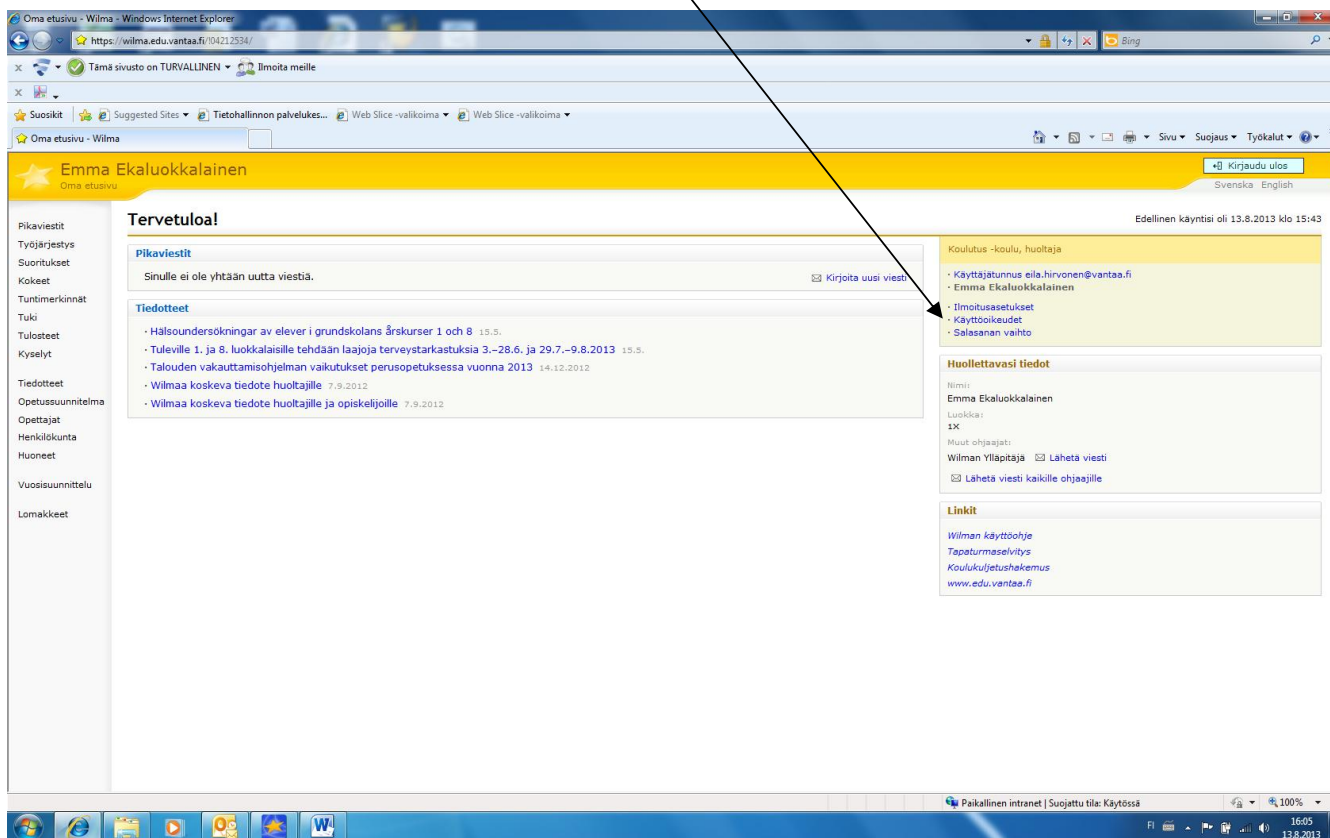 Oma etusivu - Wilma - Windows Internet Explorer
https://wilma.edu.vantaa.fi/!04212534/
Bing
x Tämä sivusto on TURVALLINEN Ilmoita meille
x
Suosikit Suggested Sites Tietohallinnon palvelukes... Web Slice -valikoima Web Slice -valikoima
Oma etusivu - Wilma
Sivu Suojaus Työkalut
Emma Ekaluokkalainen
Oma etusivu
Kirjaudu ulos
Svenska English
Pikaviestit
Työjärjestys
Suoritukset
Kokeet
Tuntimerkinnät
Tuki
Tulosteet
Kyselyt
Tiedotteet
Opetussuunnitelma
Opettajat
Henkilökunta
Huoneet
Vuosisuunnittelu
Lomakkeet
Tervetuloa!
Edellinen käyntisi oli 13.8.2013 klo 15:43
Pikaviestit
Sinulle ei ole yhtään uutta viestiä.
Kirjoita uusi viesti
Tiedotteet
· Hälsoundersökningar av elever i grundskolans årskurser 1 och 8 15.5.
· Tuleville 1. ja 8. luokkalaisille tehdään laajoja terveystarkastuksia 3.–28.6. ja 29.7.–9.8.2013 15.5.
· Talouden vakauttamisohjelman vaikutukset perusopetuksessa vuonna 2013 14.12.2012
· Wilmaa koskeva tiedote huoltajille 7.9.2012
· Wilmaa koskeva tiedote huoltajille ja opiskelijoille 7.9.2012
Koulutus -koulu, huoltaja
· Käyttäjätunnus eila.hirvonen@vantaa.fi
· Emma Ekaluokkalainen
· Ilmoitusasetukset
· Käyttöoikeudet
· Salasanan vaihto
Huollettavasi tiedot
Nimi:
Emma Ekaluokkalainen
Luokka:
1X
Muut ohjaajat:
Wilman Ylläpitäjä Lähetä viesti
Lähetä viesti kaikille ohjaajille
Linkit
Wilman käyttöohje
Tapaturmaselvitys
Koulukuljetushakemus
www.edu.vantaa.fi
Paikallinen intranet | Suojattu tila: Käytössä
100%
FI
16:05
13.8.2013